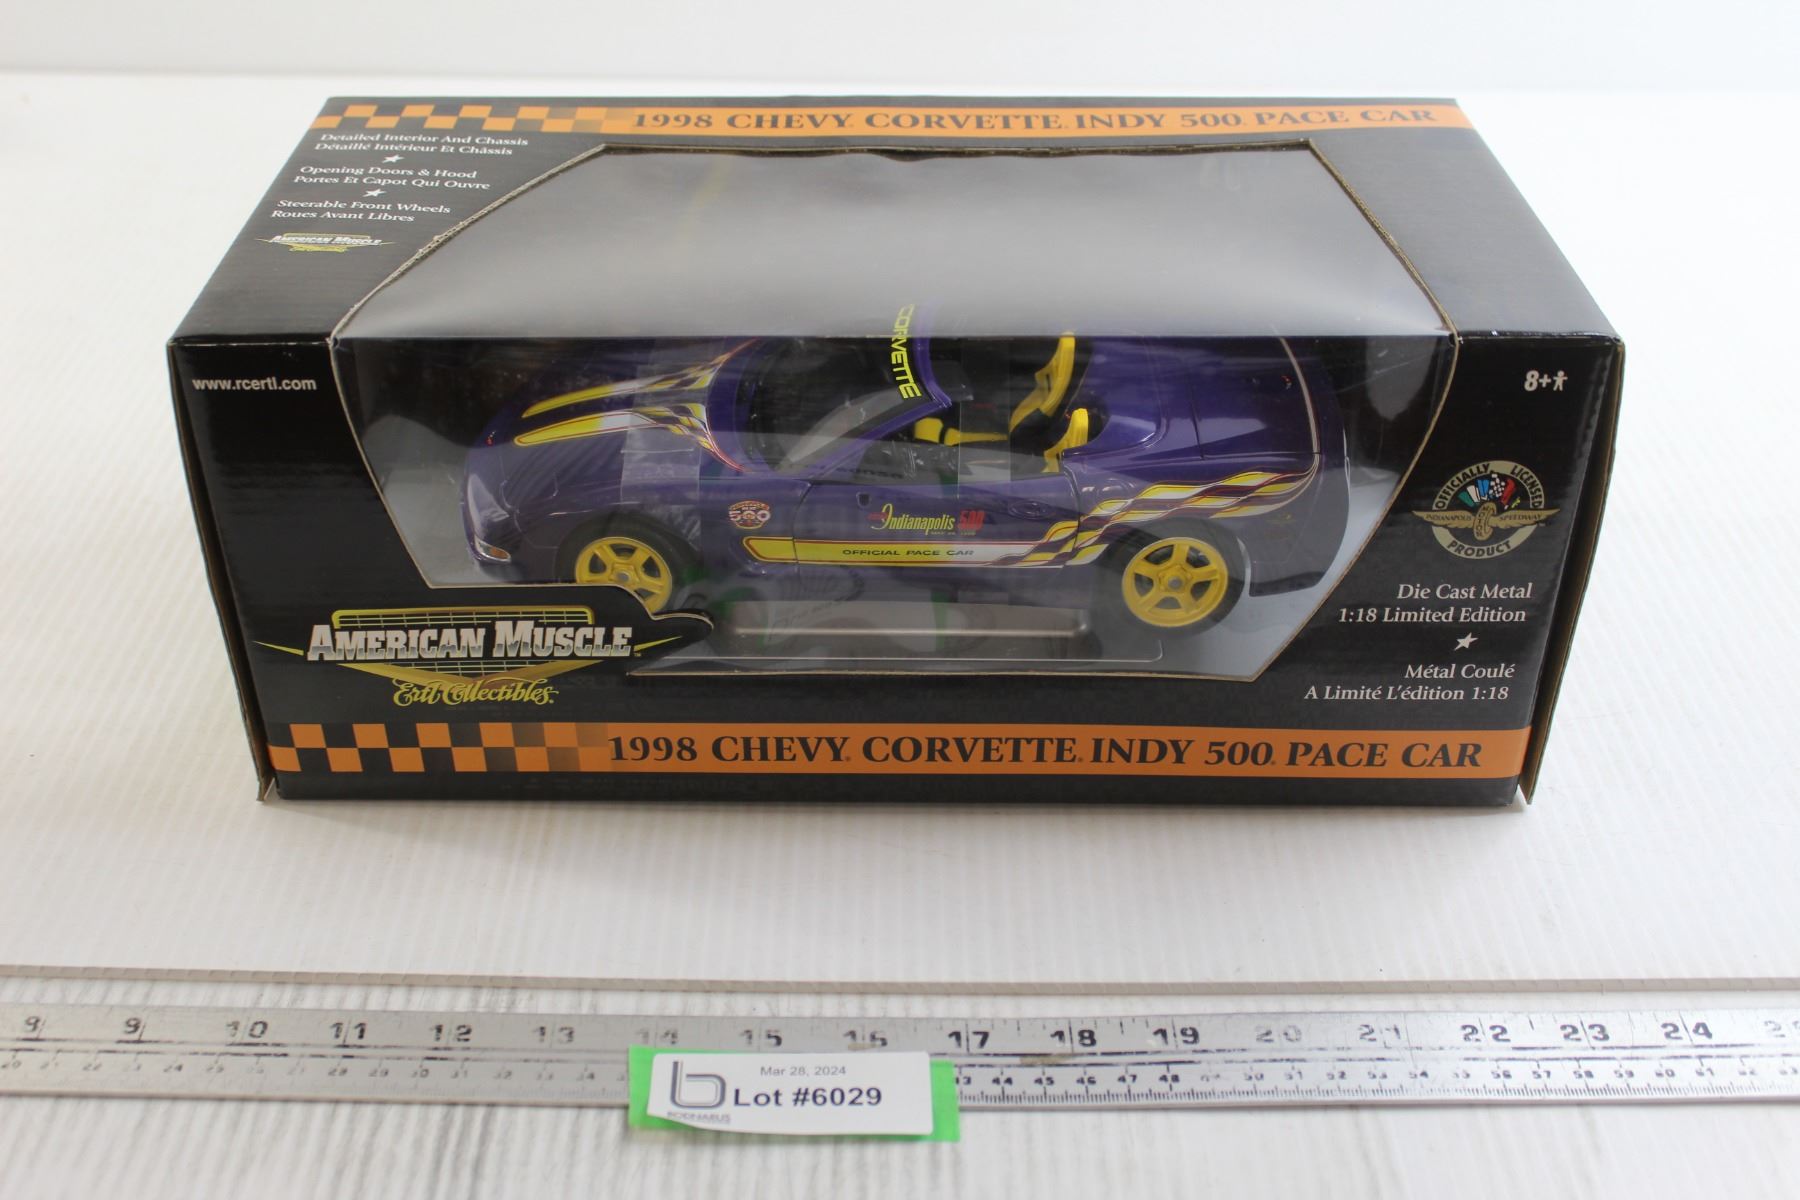 1998 CHEVY CORVETTE INDY 500 PACE CAR
Detailed Interior And Chassis
Détaillé Intérieur Et Châssis
Opening Doors & Hood
Portes Et Capot Qui Ouvre
Steerable Front Wheels
Roues Avant Libres
AMERICAN MUSCLE
www.rcertl.com
8+
CORVETTE
500
Indianapolis 500
OFFICIAL PACE CAR
OFFICIALLY LICENSED
INDIANAPOLIS MOTOR SPEEDWAY
PRODUCT
Die Cast Metal
1:18 Limited Edition
Métal Coulé
A Limité L'édition 1:18
AMERICAN MUSCLE™
Ertl Collectibles®
1998 CHEVY® CORVETTE® INDY 500® PACE CAR
9 10 11 12 13 14 15 16 17 18 19 20 21 22 23 24
Mar 28, 2024
Lot #6029